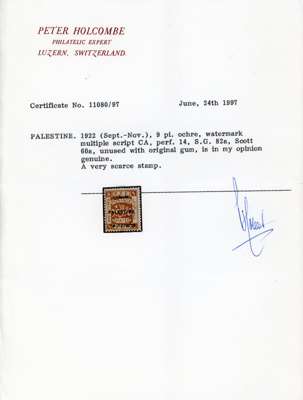 PETER HOLCOMBE
PHILATELIC EXPERT
LUZERN, SWITZERLAND.
Certificate No. 11080/97 June, 24th 1997
PALESTINE. 1922 (Sept.-Nov.), 9 pi. ochre, watermark
multiple script CA, perf. 14, S.G. 82a, Scott
66a, unused with original gum, is in my opinion
genuine.
A very scarce stamp.
PALESTINE